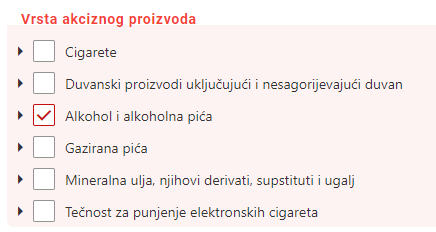 Vrsta akciznog proizvoda
Cigarete
Duvanski proizvodi uključujući i nesagorijevajući duvan
Alkohol i alkoholna pića
Gazirana pića
Mineralna ulja, njihovi derivati, supstituti i ugalj
Tečnost za punjenje elektronskih cigareta